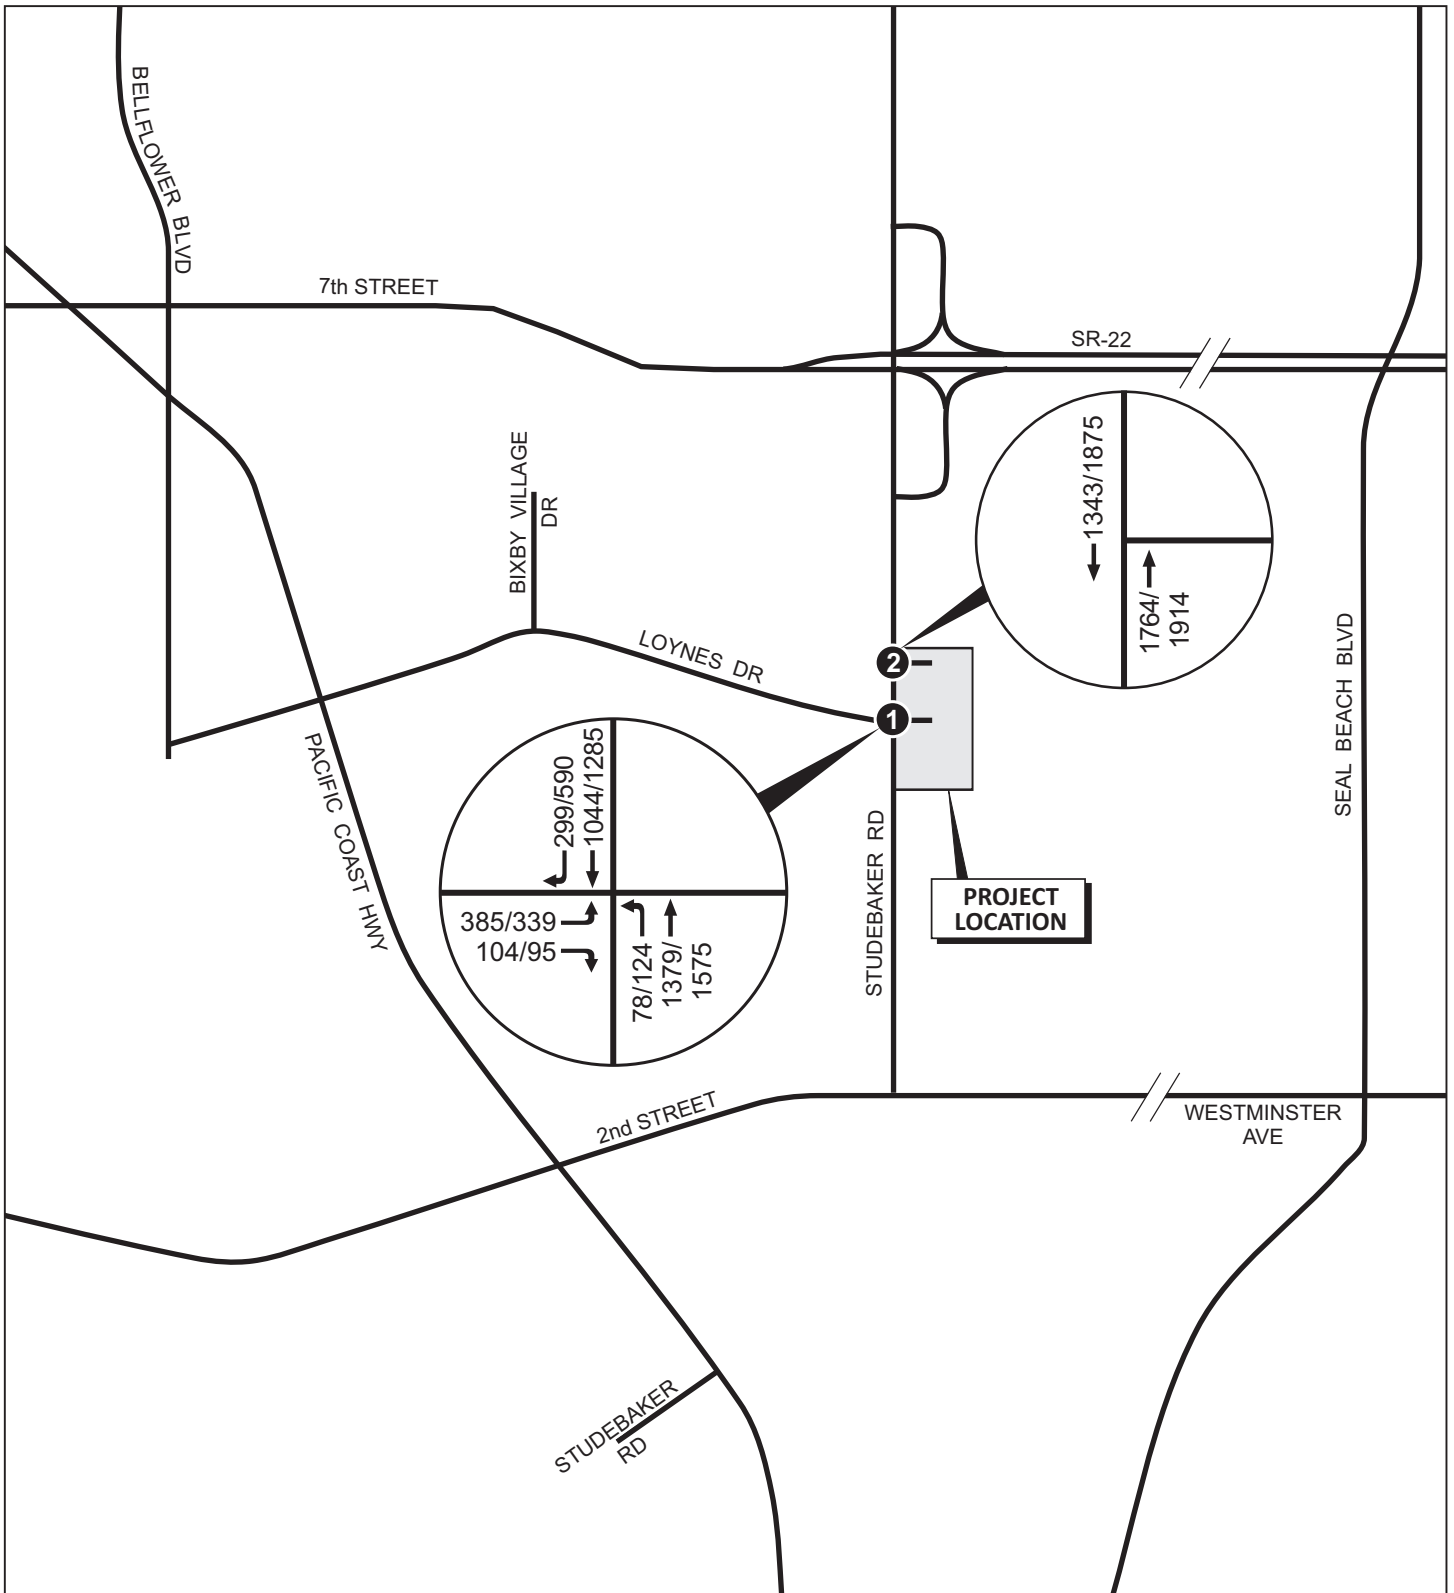 BELLFLOWER BLVD
7th STREET
SR-22
BIXBY VILLAGE
DR
1343/1875
1764/
1914
LOYNES DR
2
1
SEAL BEACH BLVD
PACIFIC COAST HWY
299/590
1044/1285
385/339
104/95
78/124
1379/
1575
STUDEBAKER RD
PROJECT
LOCATION
2nd STREET
WESTMINSTER
AVE
STUDEBAKER
RD